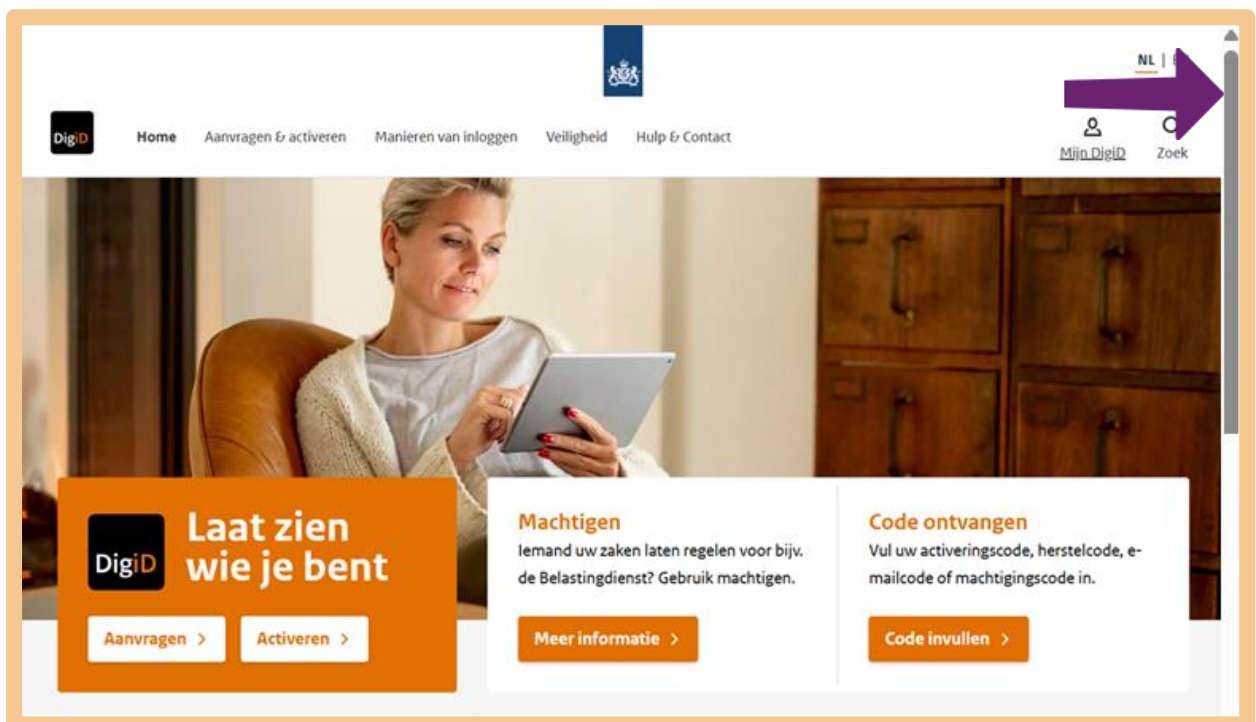 NL |
DigiD Home Aanvragen & activeren Manieren van inloggen Veiligheid Hulp & Contact
Mijn DigiD Zoek
DigiD
Laat zien
wie je bent
Aanvragen >
Activeren >
Machtigen
Iemand uw zaken laten regelen voor bijv.
de Belastingdienst? Gebruik machtigen.
Meer informatie >
Code ontvangen
Vul uw activeringscode, herstelcode, e-
mailcode of machtigingscode in.
Code invullen >